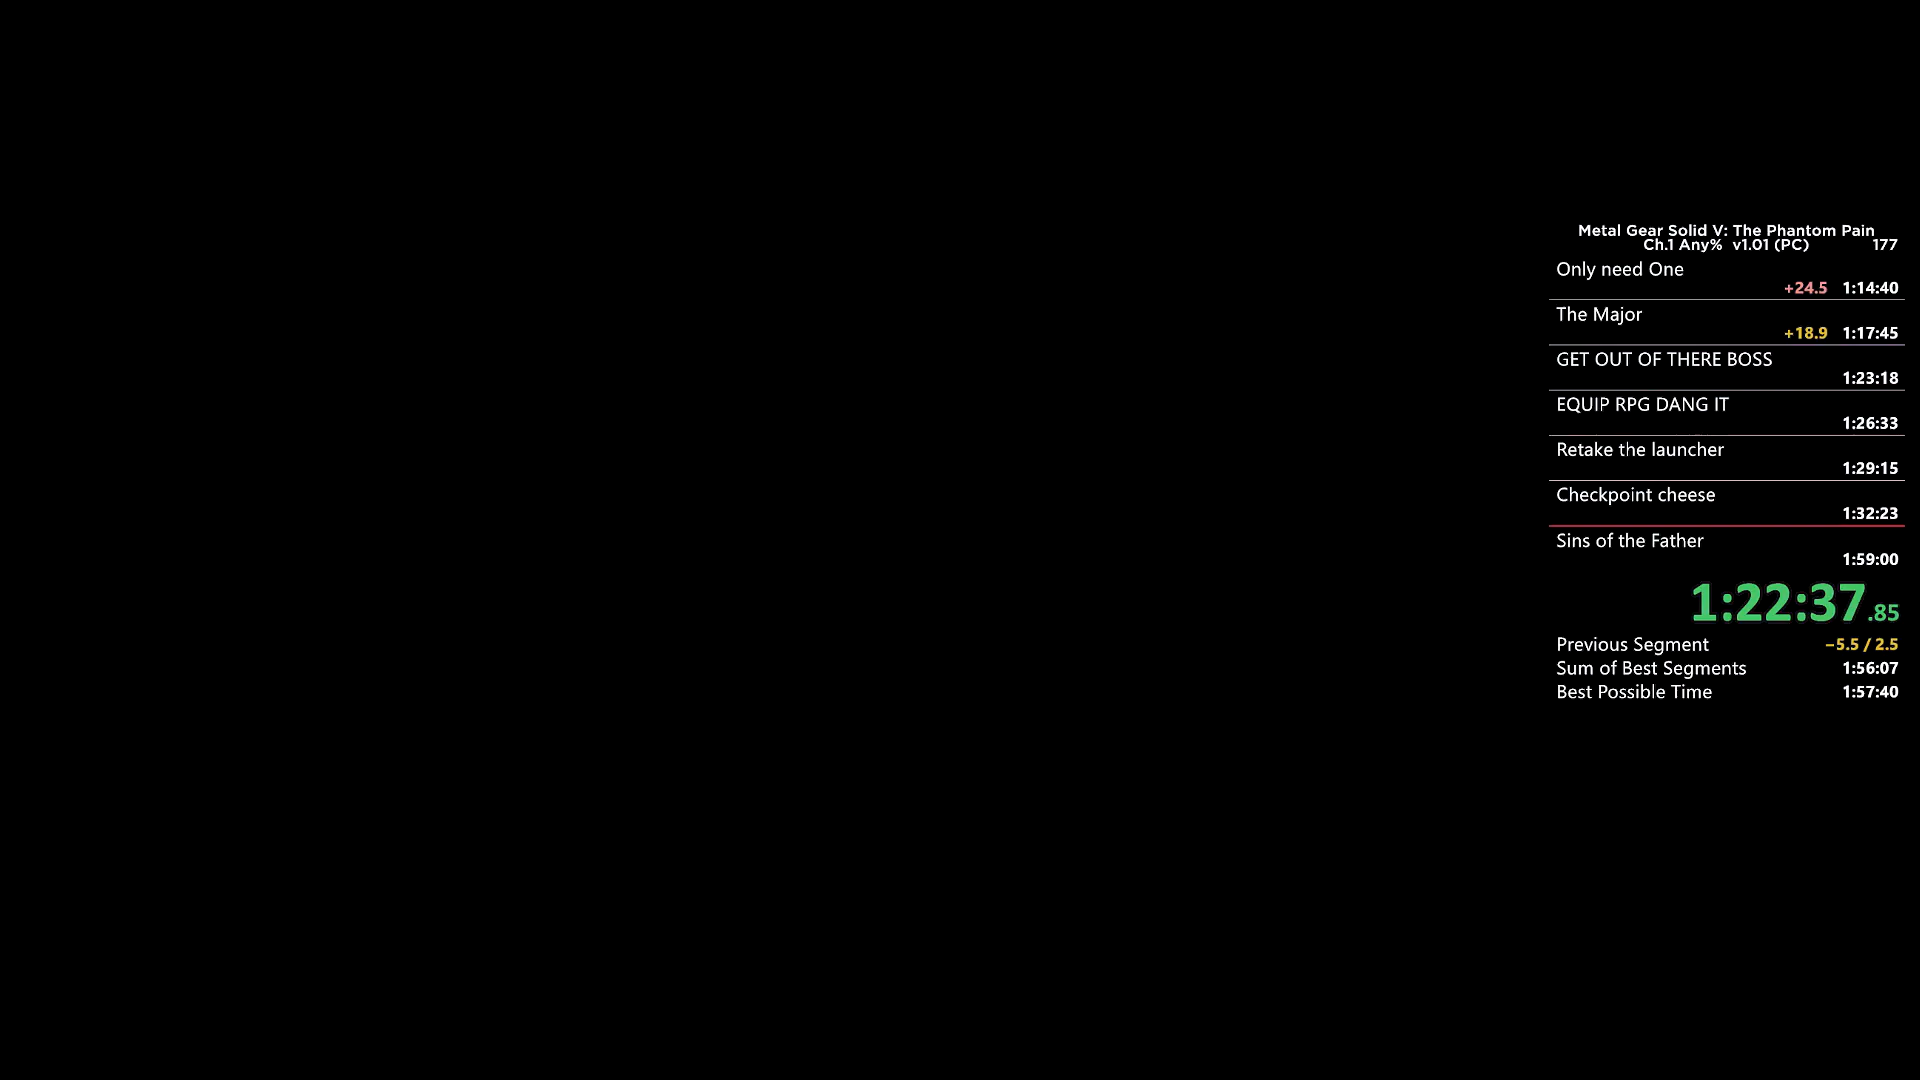 Metal Gear Solid V: The Phantom Pain
Ch.1 Any% v1.01 (PC) 177
Only need One
+24.5 1:14:40
The Major
+18.9 1:17:45
GET OUT OF THERE BOSS
1:23:18
EQUIP RPG DANG IT
1:26:33
Retake the launcher
1:29:15
Checkpoint cheese
1:32:23
Sins of the Father
1:59:00
1:22:37.85
Previous Segment −5.5 / 2.5
Sum of Best Segments 1:56:07
Best Possible Time 1:57:40